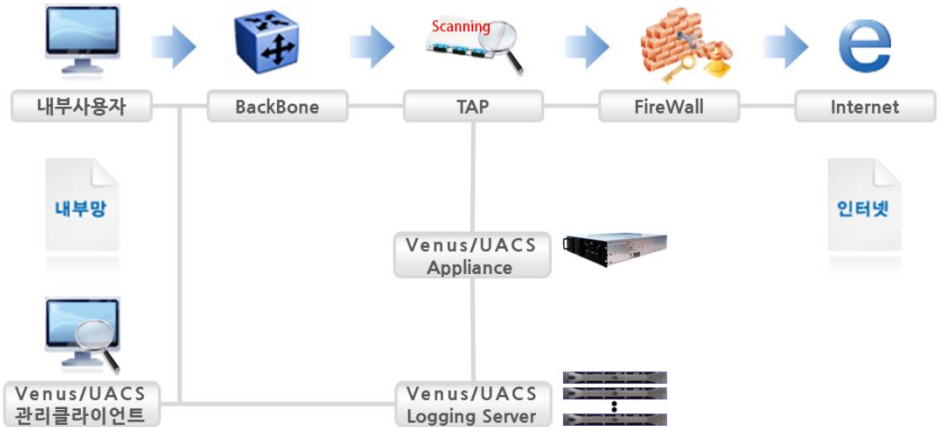 Scanning
내부사용자
BackBone
TAP
FireWall
Internet
내부망
인터넷
Venus/UACS
Appliance
Venus/UACS
관리클라이언트
Venus/UACS
Logging Server